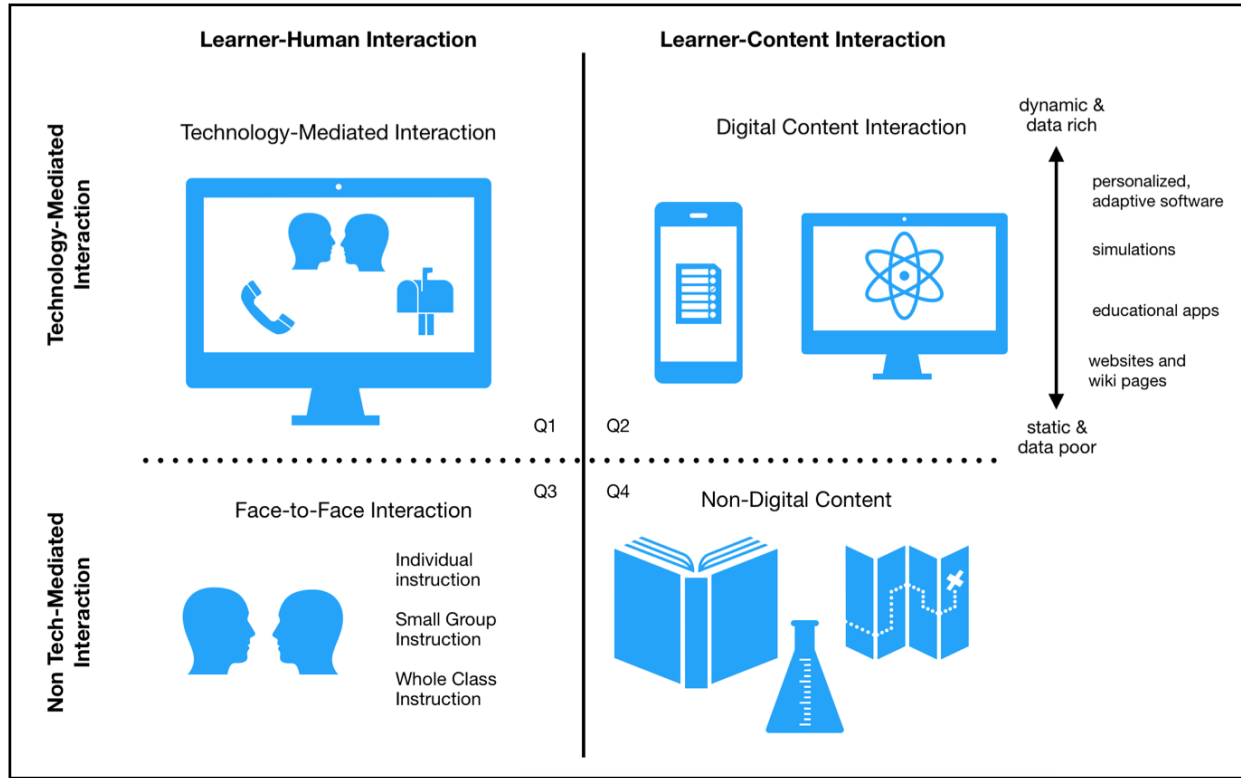 Learner-Human Interaction
Learner-Content Interaction
Technology-Mediated
Interaction
Technology-Mediated Interaction
Digital Content Interaction
dynamic &
data rich
personalized,
adaptive software
simulations
educational apps
websites and
wiki pages
static &
data poor
Q1
Q2
Non Tech-Mediated
Interaction
Q3
Q4
Face-to-Face Interaction
Individual
instruction
Small Group
Instruction
Whole Class
Instruction
Non-Digital Content